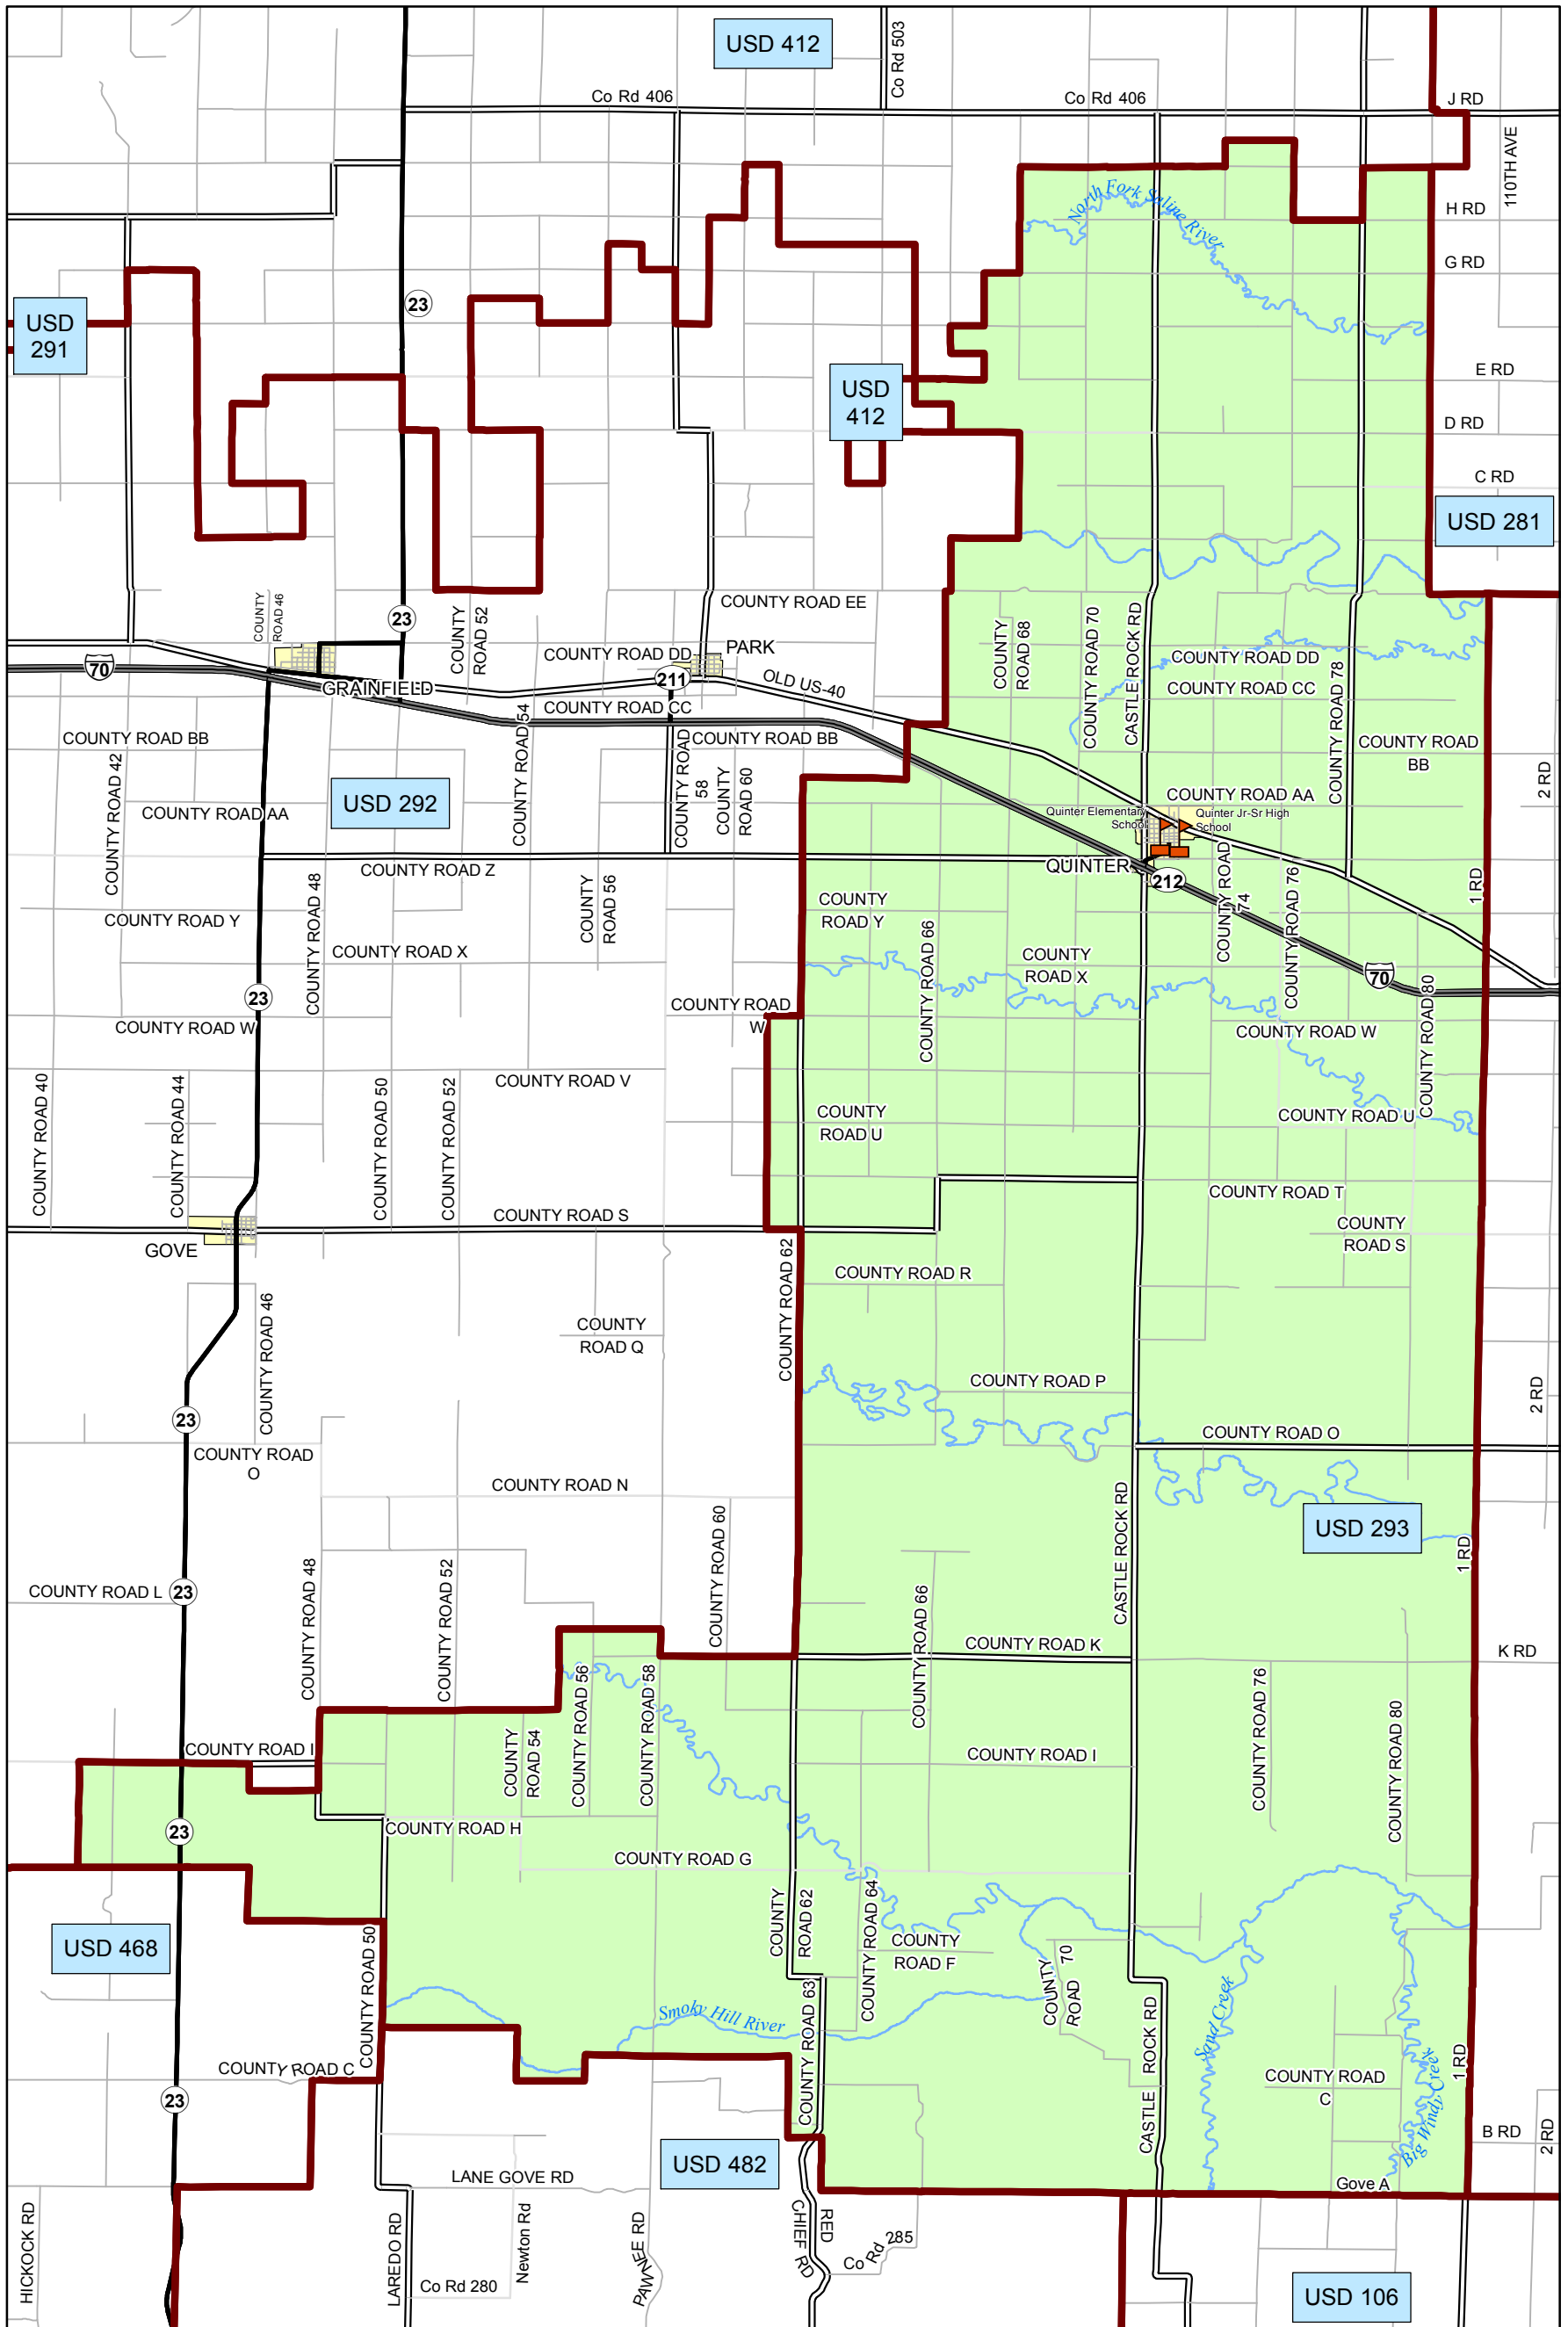 USD 412
Co Rd 503
Co Rd 406
Co Rd 406
J RD
110TH AVE
North Fork Saline River
H RD
G RD
USD
291
23
E RD
USD
412
D RD
C RD
USD 281
COUNTY
ROAD 46
23
COUNTY
ROAD 52
COUNTY ROAD EE
COUNTY
ROAD 68
COUNTY ROAD 70
CASTLE ROCK RD
70
GRAINFIELD
COUNTY ROAD DD
PARK
211
OLD US-40
COUNTY ROAD DD
COUNTY ROAD 78
COUNTY ROAD CC
COUNTY ROAD CC
COUNTY ROAD BB
COUNTY ROAD 54
COUNTY ROAD BB
COUNTY ROAD
BB
COUNTY ROAD 42
USD 292
COUNTY ROAD
58
COUNTY
ROAD 60
2 RD
COUNTY ROAD AA
COUNTY ROAD AA
Quinter Elementary
School
Quinter Jr-Sr High
School
QUINTER
212
COUNTY ROAD Z
COUNTY ROAD
74
COUNTY ROAD 76
1 RD
COUNTY ROAD 48
COUNTY
ROAD 56
COUNTY
ROAD Y
COUNTY ROAD Y
COUNTY ROAD 66
COUNTY ROAD X
COUNTY
ROAD X
70
23
COUNTY ROAD
W
COUNTY ROAD W
COUNTY ROAD W
COUNTY ROAD 80
COUNTY ROAD 40
COUNTY ROAD 44
COUNTY ROAD 50
COUNTY ROAD 52
COUNTY ROAD V
COUNTY
ROAD U
COUNTY ROAD U
COUNTY ROAD T
COUNTY ROAD S
COUNTY
ROAD S
GOVE
COUNTY ROAD 62
COUNTY ROAD R
COUNTY ROAD 46
COUNTY
ROAD Q
COUNTY ROAD P
2 RD
23
COUNTY ROAD
O
COUNTY ROAD O
COUNTY ROAD N
CASTLE ROCK RD
USD 293
COUNTY ROAD 60
1 RD
COUNTY ROAD L
23
COUNTY ROAD 48
COUNTY ROAD 52
COUNTY ROAD 66
COUNTY ROAD K
K RD
COUNTY
ROAD 54
COUNTY ROAD 56
COUNTY ROAD 58
COUNTY ROAD 76
COUNTY ROAD 80
COUNTY ROAD I
COUNTY ROAD I
23
COUNTY ROAD H
COUNTY ROAD G
COUNTY
ROAD 62
COUNTY ROAD 64
USD 468
COUNTY ROAD 50
COUNTY
ROAD F
COUNTY
ROAD
70
Smoky Hill River
COUNTY ROAD 63
CASTLE
ROCK RD
Sand Creek
Big Windy Creek
1 RD
COUNTY ROAD C
COUNTY ROAD
C
23
B RD
2 RD
USD 482
LANE GOVE RD
Gove A
HICKOCK RD
LAREDO RD
Newton Rd
PAWNEE RD
RED
CHIEF RD
Co Rd 285
Co Rd 280
USD 106